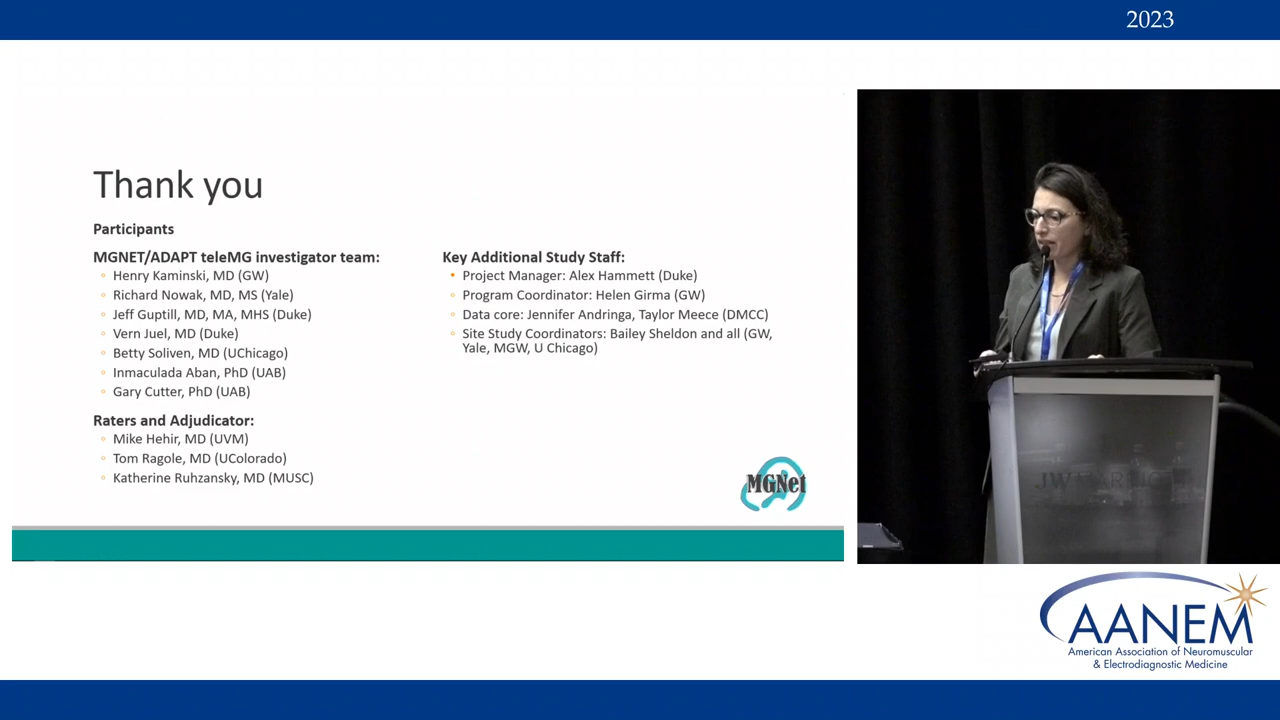 2023
Thank you
Participants
MGNET/ADAPT teleMG investigator team:
Henry Kaminski, MD (GW)
Richard Nowak, MD, MS (Yale)
Jeff Guptill, MD, MA, MHS (Duke)
Vern Juel, MD (Duke)
Betty Soliven, MD (UChicago)
Inmaculada Aban, PhD (UAB)
Gary Cutter, PhD (UAB)
Raters and Adjudicator:
Mike Hehir, MD (UVM)
Tom Ragole, MD (UColorado)
Katherine Ruhzansky, MD (MUSC)
Key Additional Study Staff:
Project Manager: Alex Hammett (Duke)
Program Coordinator: Helen Girma (GW)
Data core: Jennifer Andringa, Taylor Meece (DMCC)
Site Study Coordinators: Bailey Sheldon and all (GW,
Yale, MGW, U Chicago)
MGNet
JW
AANEM
American Association of Neuromuscular
& Electrodiagnostic Medicine